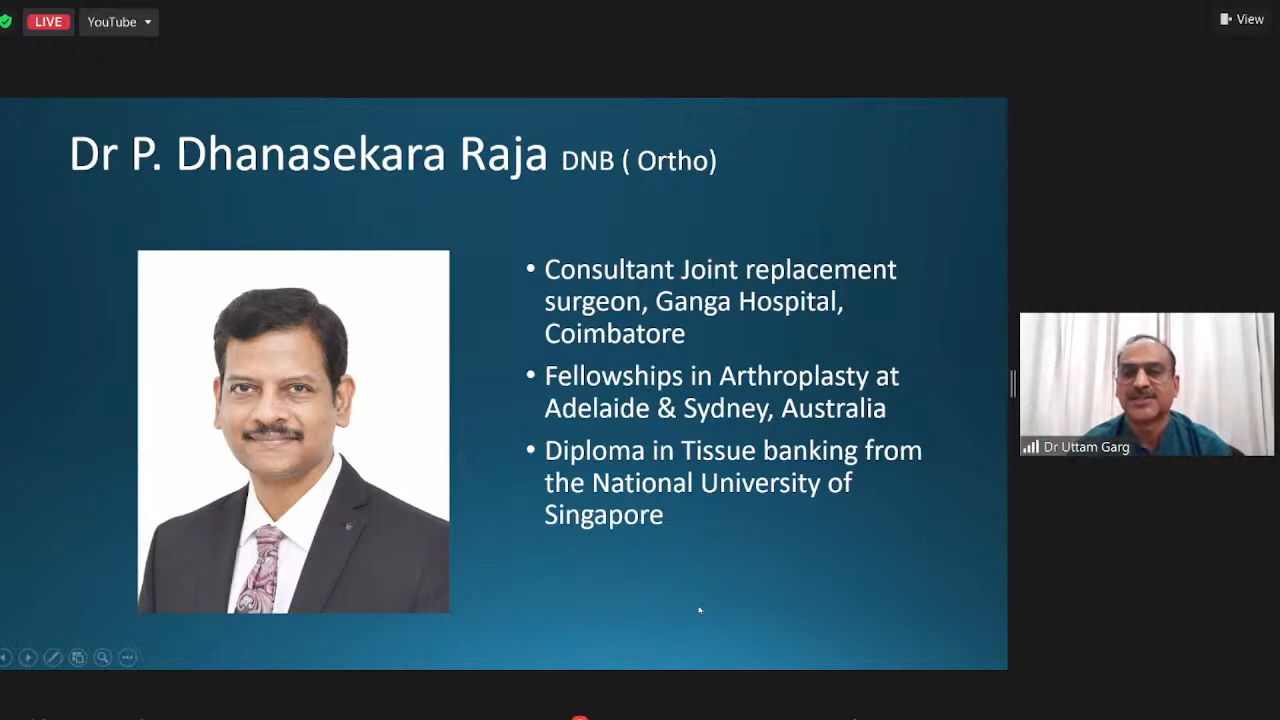 LIVE
YouTube
View
Dr P. Dhanasekara Raja DNB ( Ortho)
• Consultant Joint replacement
surgeon, Ganga Hospital,
Coimbatore
• Fellowships in Arthroplasty at
Adelaide & Sydney, Australia
• Diploma in Tissue banking from
the National University of
Singapore
Dr Uttam Garg